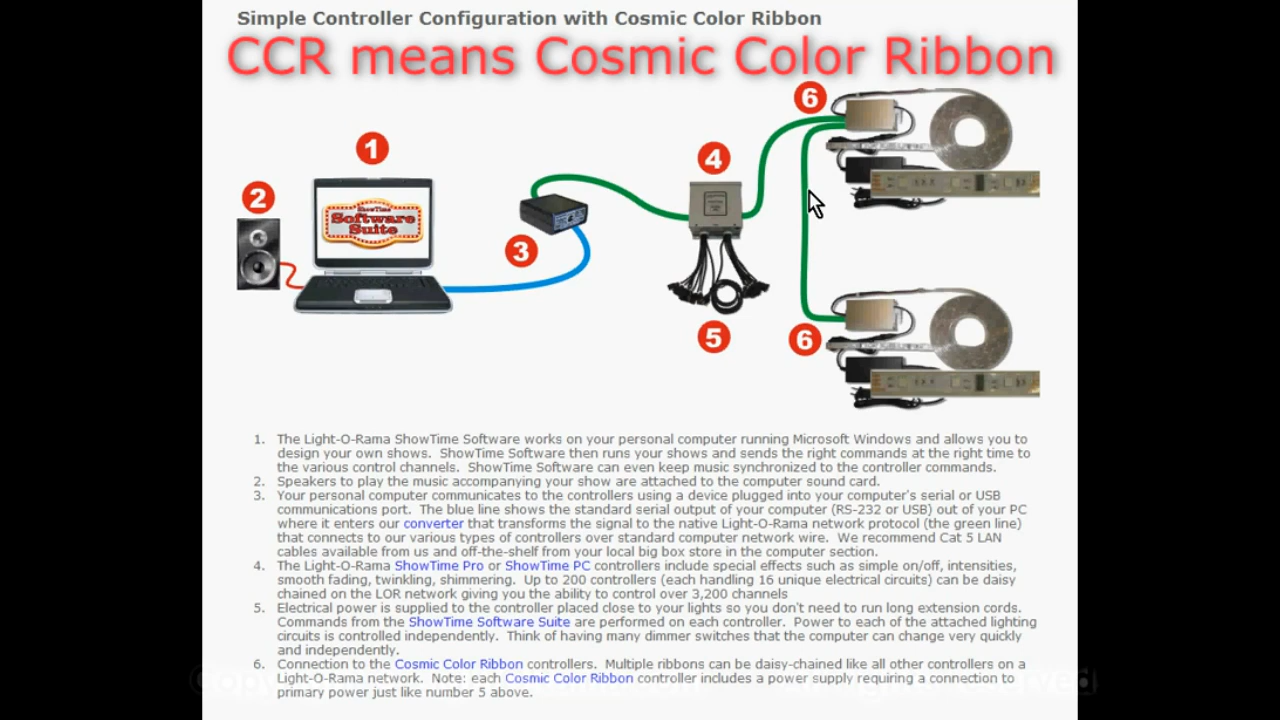 Simple Controller Configuration with Cosmic Color Ribbon
CCR means Cosmic Color Ribbon
6
1
4
2
ShowTime
Software
Suite
3
5
6
1. The Light-O-Rama ShowTime Software works on your personal computer running Microsoft Windows and allows you to
design your own shows. ShowTime Software then runs your shows and sends the right commands at the right time to
the various control channels. ShowTime Software can even keep music synchronized to the controller commands.
2. Speakers to play the music accompanying your show are attached to the computer sound card.
3. Your personal computer communicates to the controllers using a device plugged into your computer's serial or USB
communications port. The blue line shows the standard serial output of your computer (RS-232 or USB) out of your PC
where it enters our converter that transforms the signal to the native Light-O-Rama network protocol (the green line)
that connects to our various types of controllers over standard computer network wire. We recommend Cat 5 LAN
cables available from us and off-the-shelf from your local big box store in the computer section.
4. The Light-O-Rama ShowTime Pro or ShowTime PC controllers include special effects such as simple on/off, intensities,
smooth fading, twinkling, shimmering. Up to 200 controllers (each handling 16 unique electrical circuits) can be daisy
chained on the LOR network giving you the ability to control over 3,200 channels
5. Electrical power is supplied to the controller placed close to your lights so you don't need to run long extension cords.
Commands from the ShowTime Software Suite are performed on each controller. Power to each of the attached lighting
circuits is controlled independently. Think of having many dimmer switches that the computer can change very quickly
and independently.
6. Connection to the Cosmic Color Ribbon controllers. Multiple ribbons can be daisy-chained like all other controllers on a
Light-O-Rama network. Note: each Cosmic Color Ribbon controller includes a power supply requiring a connection to
primary power just like number 5 above.